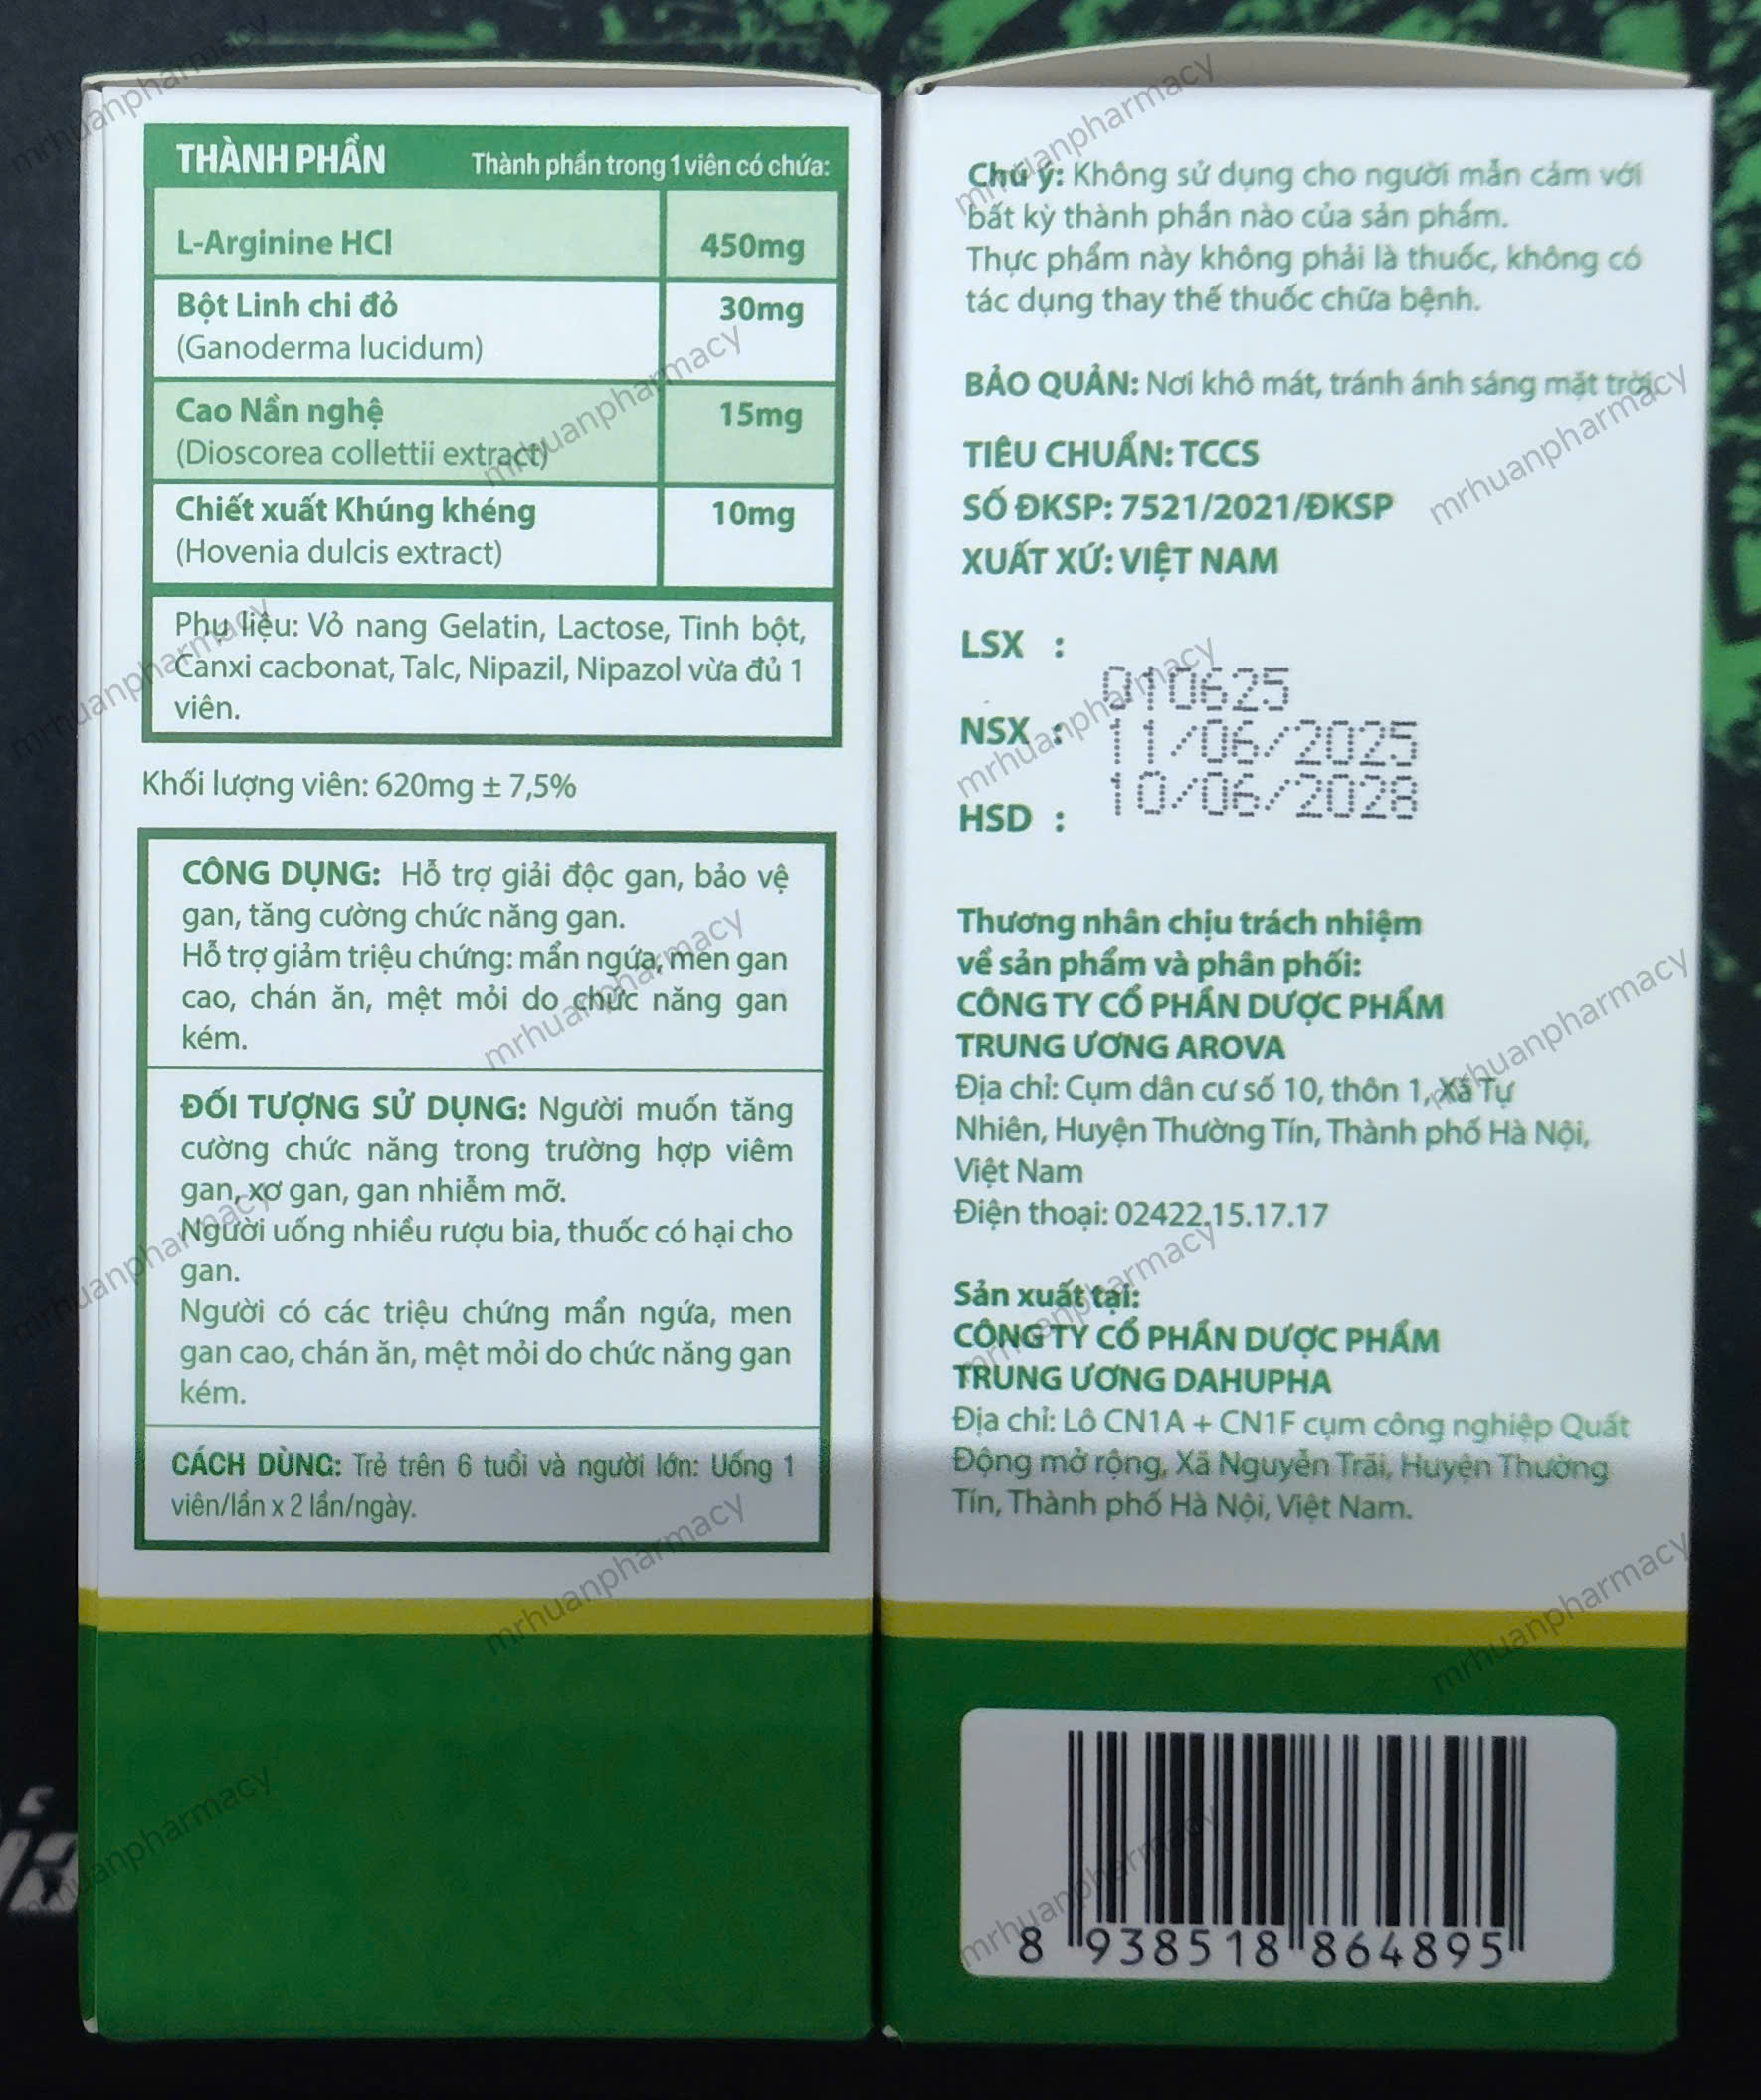 THÀNH PHẦN Thành phần trong 1 viên có chứa:
L-Arginine HCl 450mg
Bột Linh chi đỏ 30mg
(Ganoderma lucidum)
Cao Nần nghệ 15mg
(Dioscorea collettii extract)
Chiết xuất Khúng khéng 10mg
(Hovenia dulcis extract)
Phụ liệu: Vỏ nang Gelatin, Lactose, Tinh bột,
Canxi cacbonat, Talc, Nipazil, Nipazol vừa đủ 1
viên.
Khối lượng viên: 620mg ± 7,5%
CÔNG DỤNG: Hỗ trợ giải độc gan, bảo vệ
gan, tăng cường chức năng gan.
Hỗ trợ giảm triệu chứng: mẩn ngứa, men gan
cao, chán ăn, mệt mỏi do chức năng gan
kém.
ĐỐI TƯỢNG SỬ DỤNG: Người muốn tăng
cường chức năng trong trường hợp viêm
gan, xơ gan, gan nhiễm mỡ.
Người uống nhiều rượu bia, thuốc có hại cho
gan.
Người có các triệu chứng mẩn ngứa, men
gan cao, chán ăn, mệt mỏi do chức năng gan
kém.
CÁCH DÙNG: Trẻ trên 6 tuổi và người lớn: Uống 1
viên/lần x 2 lần/ngày.
Chú ý: Không sử dụng cho người mẫn cảm với
bất kỳ thành phần nào của sản phẩm.
Thực phẩm này không phải là thuốc, không có
tác dụng thay thế thuốc chữa bệnh.
BẢO QUẢN: Nơi khô mát, tránh ánh sáng mặt trời.
TIÊU CHUẨN: TCCS
SỐ ĐKSP: 7521/2021/ĐKSP
XUẤT XỨ: VIỆT NAM
LSX : 010625
NSX : 11/06/2025
HSD : 10/06/2028
Thương nhân chịu trách nhiệm
về sản phẩm và phân phối:
CÔNG TY CỔ PHẦN DƯỢC PHẨM
TRUNG ƯƠNG AROVA
Địa chỉ: Cụm dân cư số 10, thôn 1, Xã Tự
Nhiên, Huyện Thường Tín, Thành phố Hà Nội,
Việt Nam
Điện thoại: 02422.15.17.17
Sản xuất tại:
CÔNG TY CỔ PHẦN DƯỢC PHẨM
TRUNG ƯƠNG DAHUPHA
Địa chỉ: Lô CN1A + CN1F cụm công nghiệp Quất
Động mở rộng, Xã Nguyễn Trãi, Huyện Thường
Tín, Thành phố Hà Nội, Việt Nam.
8 938518 864895
mrhuanpharmacy